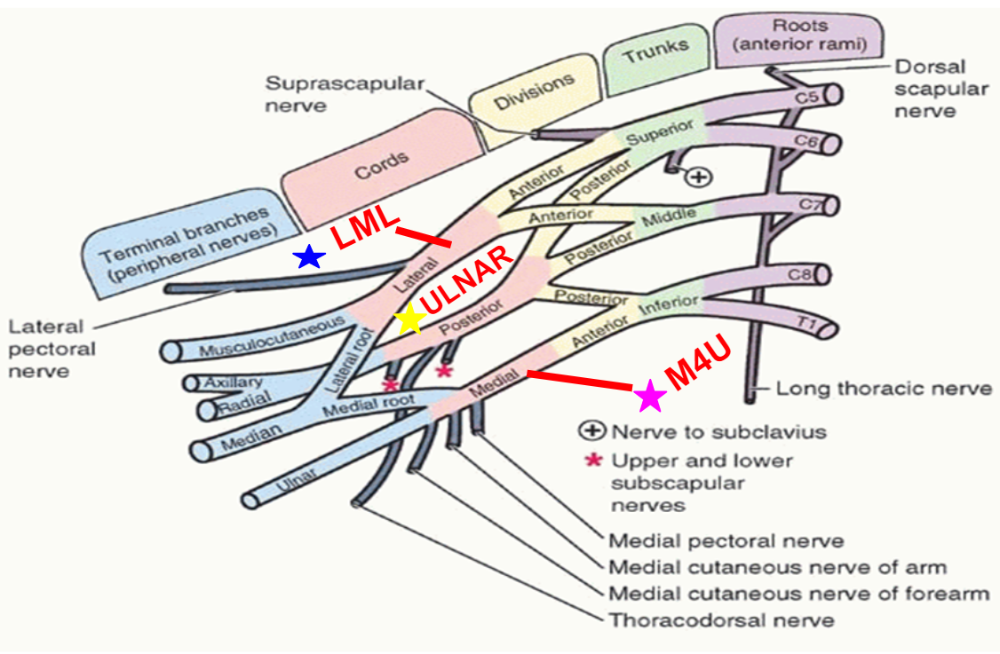 Roots
(anterior rami)
Trunks
Divisions
Cords
Terminal branches
(peripheral nerves)
Suprascapular
nerve
Dorsal
scapular
nerve
C5
C6
C7
C8
T1
Superior
Middle
Inferior
Anterior
Posterior
Anterior
Posterior
Posterior
Anterior
Lateral
Posterior
Medial
LML
ULNAR
M4U
Lateral
pectoral
nerve
Musculocutaneous
Axillary
Radial
Median
Ulnar
Lateral root
Medial root
Long thoracic nerve
+ Nerve to subclavius
* Upper and lower
subscapular
nerves
Medial pectoral nerve
Medial cutaneous nerve of arm
Medial cutaneous nerve of forearm
Thoracodorsal nerve